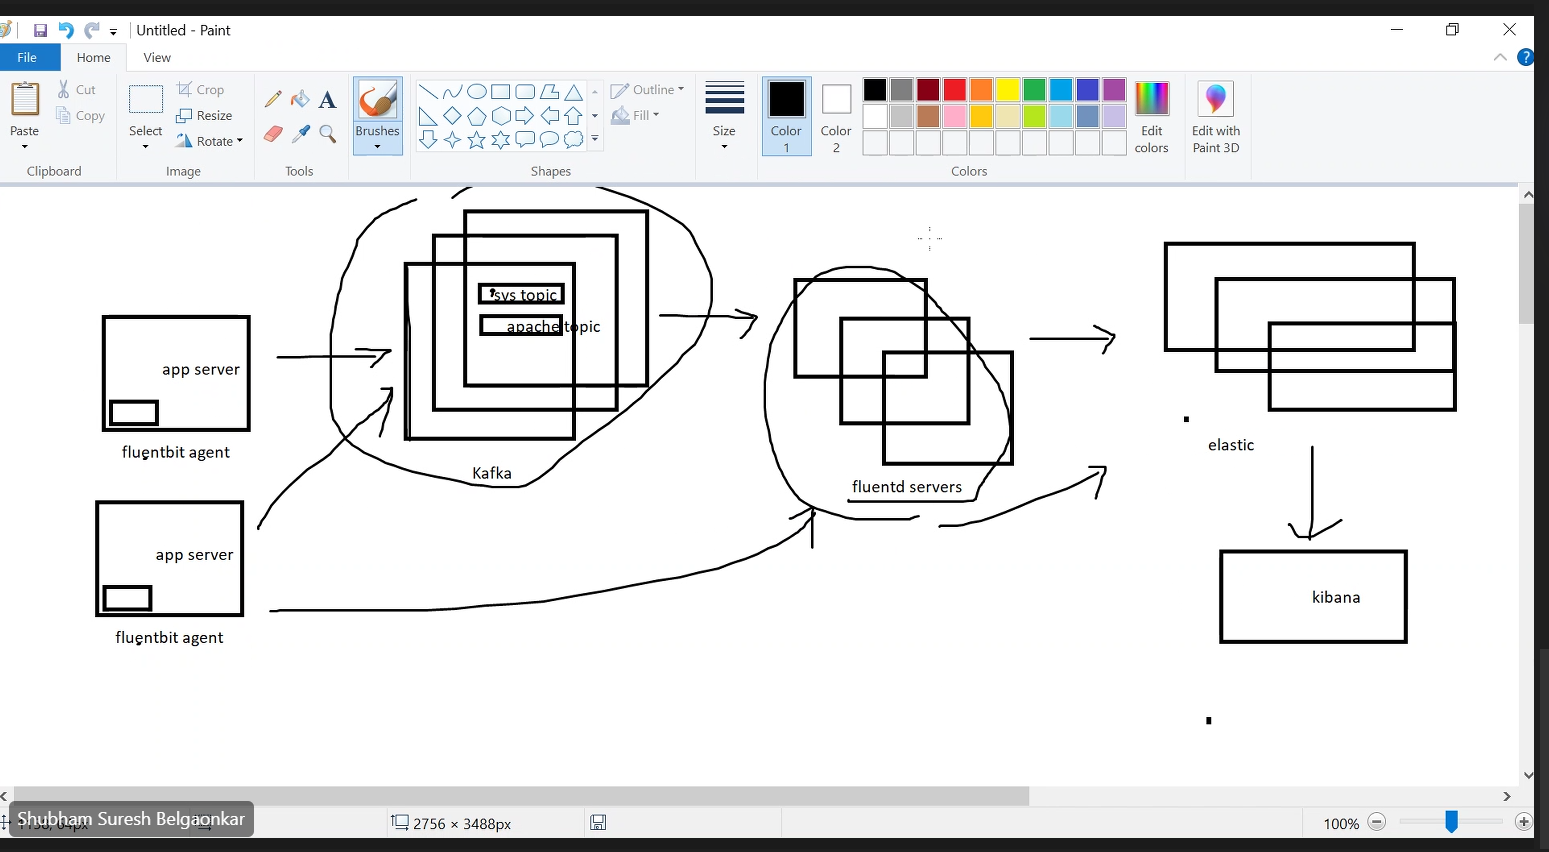 Untitled - Paint
File
Home
View
Paste
Cut
Copy
Clipboard
Select
Crop
Resize
Rotate
Image
A
Tools
Brushes
Shapes
Outline
Fill
Size
Color
1
Color
2
Edit
colors
Colors
Edit with
Paint 3D
?
sys topic
apache topic
Kafka
app server
fluentbit agent
app server
fluentbit agent
fluentd servers
elastic
kibana
Shubham Suresh Belgaonkar
2756 × 3488px
100%